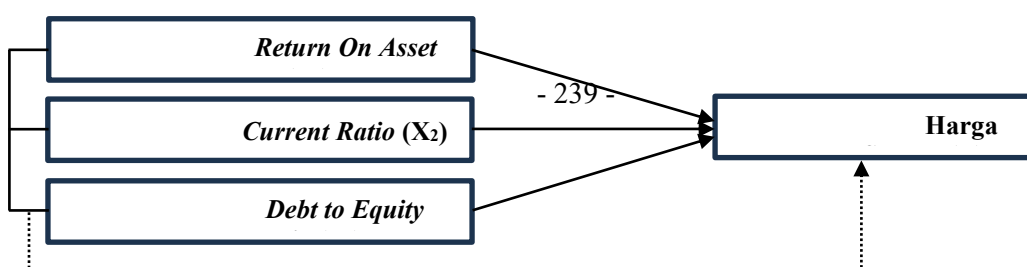 Return On Asset
- 239 -
Current Ratio (X₂)
Harga
Debt to Equity